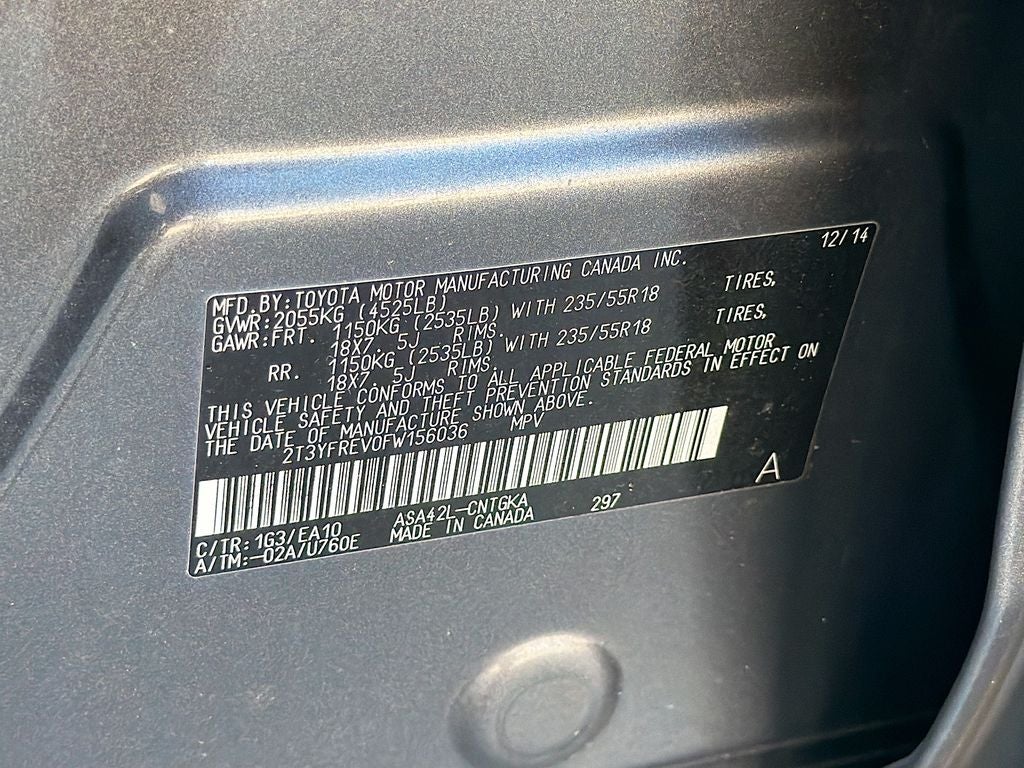 12/14
MFD.BY:TOYOTA MOTOR MANUFACTURING CANADA INC.
GVWR:2055KG (4525LB)
GAWR:FRT. 1150KG (2535LB) WITH 235/55R18 TIRES,
18X7 5J RIMS.
RR. 1150KG (2535LB) WITH 235/55R18 TIRES,
18X7 5J RIMS.
THIS VEHICLE CONFORMS TO ALL APPLICABLE FEDERAL MOTOR
VEHICLE SAFETY AND THEFT PREVENTION STANDARDS IN EFFECT ON
THE DATE OF MANUFACTURE SHOWN ABOVE.
2T3YFREV0FW156036 MPV
A
C/TR:1G3/EA10 ASA42L-CNTGKA 297
A/TM:-02A/U760E MADE IN CANADA